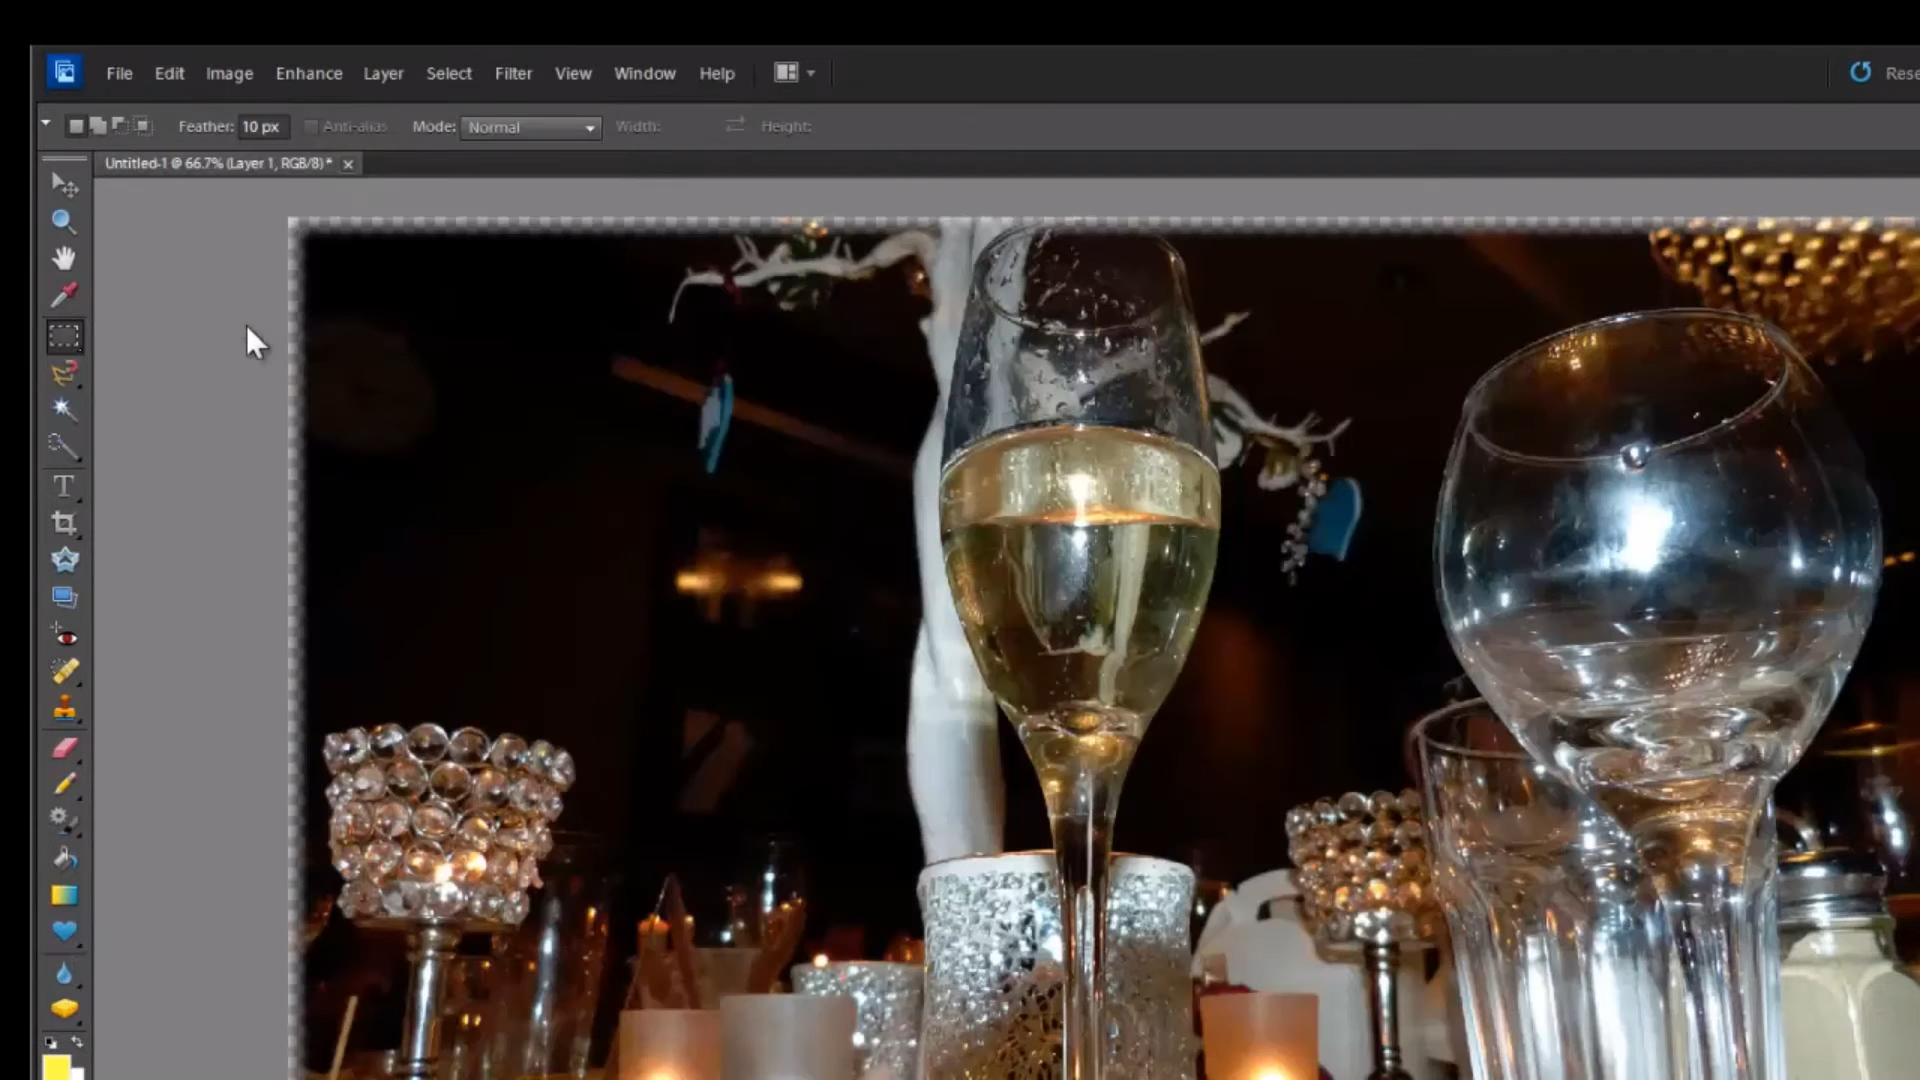 File Edit Image Enhance Layer Select Filter View Window Help Rese
Feather: 10 px Anti-alias Mode: Normal Width: Height:
Untitled-1 @ 66.7% (Layer 1, RGB/8) *